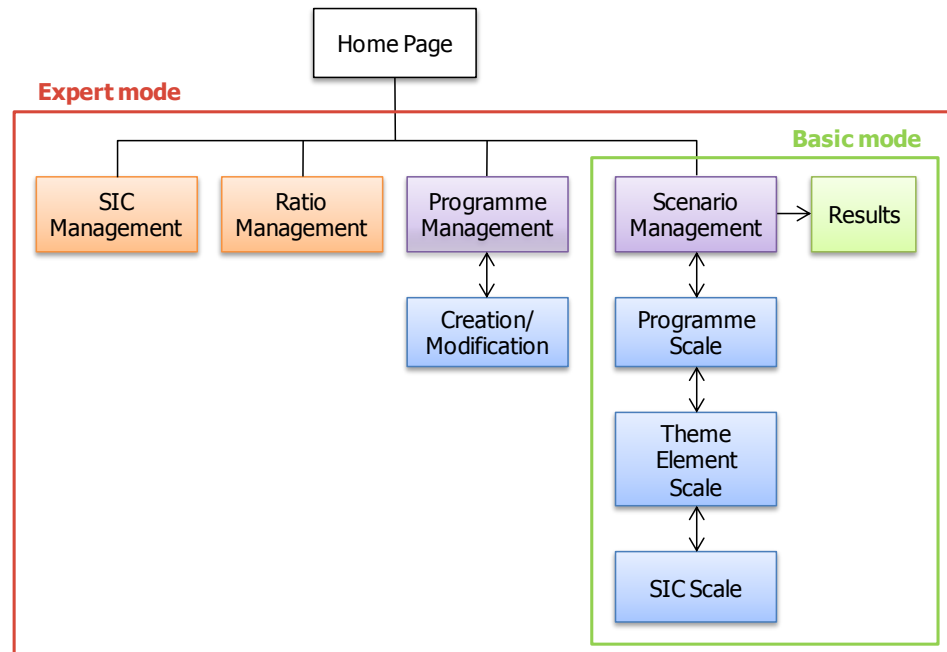 Home Page
Expert mode
Basic mode
SIC
Management
Ratio
Management
Programme
Management
Scenario
Management
Results
Creation/
Modification
Programme
Scale
Theme
Element
Scale
SIC Scale